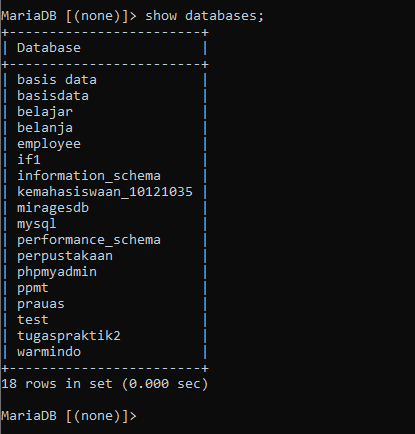 MariaDB [(none)]> show databases;
+------------------------+
| Database               |
+------------------------+
| basis data             |
| basisdata              |
| belajar                |
| belanja                |
| employee               |
| if1                    |
| information_schema     |
| kemahasiswaan_10121035 |
| miragesdb              |
| mysql                  |
| performance_schema     |
| perpustakaan           |
| phpmyadmin             |
| ppmt                   |
| prauas                 |
| test                   |
| tugaspraktik2          |
| warmindo               |
+------------------------+
18 rows in set (0.000 sec)
MariaDB [(none)]>